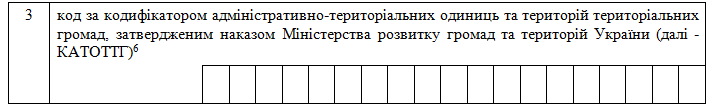 3 код за кодифікатором адміністративно-територіальних одиниць та територій територіальних
громад, затвердженим наказом Міністерства розвитку громад та територій України (далі -
КАТОТТГ)⁶